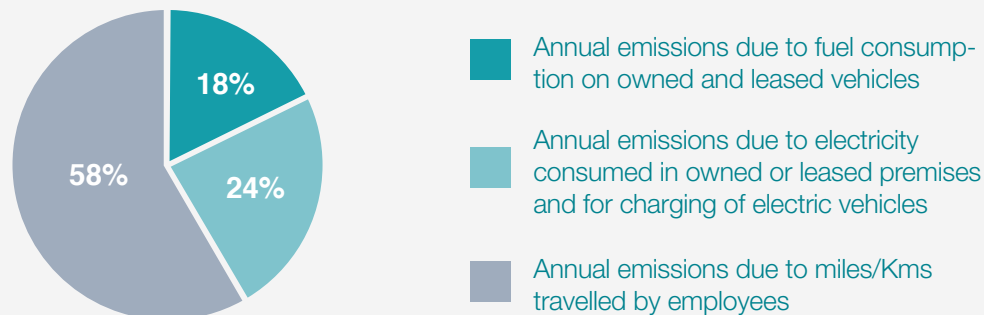 18%
24%
58%
Annual emissions due to fuel consump-
tion on owned and leased vehicles
Annual emissions due to electricity
consumed in owned or leased premises
and for charging of electric vehicles
Annual emissions due to miles/Kms
travelled by employees